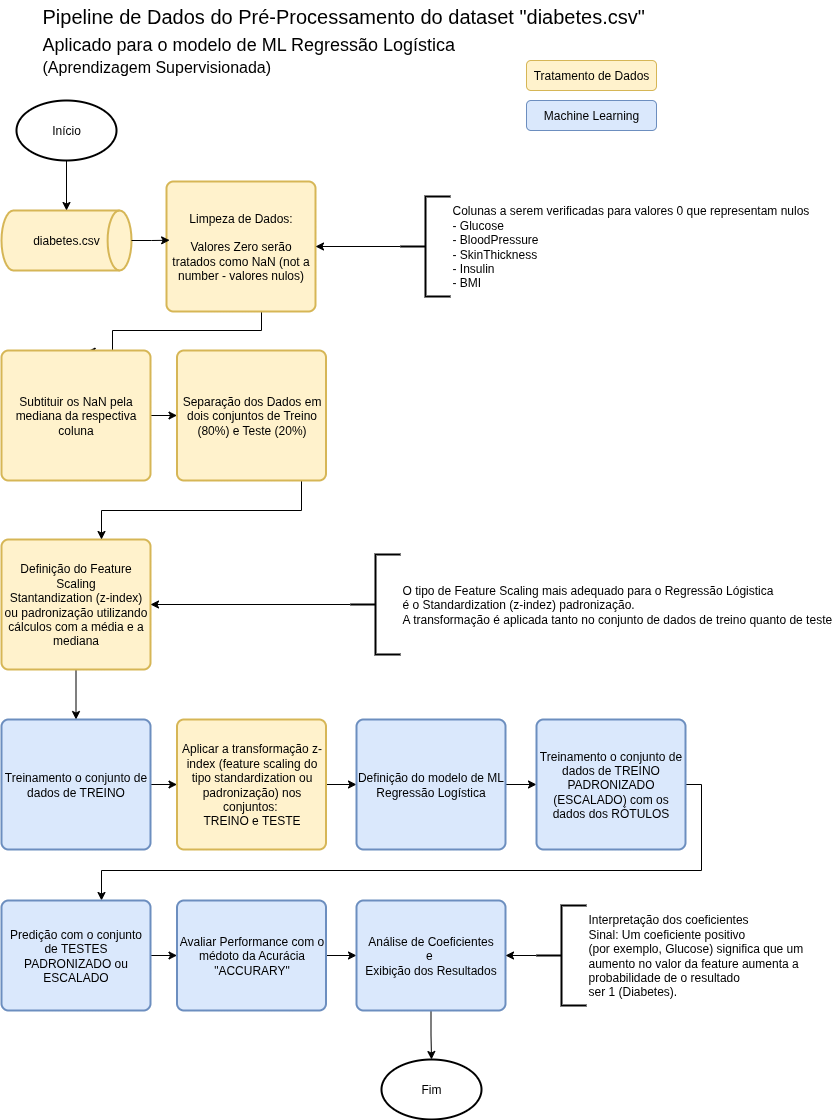 Pipeline de Dados do Pré-Processamento do dataset "diabetes.csv"
Aplicado para o modelo de ML Regressão Logística
(Aprendizagem Supervisionada)
Tratamento de Dados
Machine Learning
Início
diabetes.csv
Limpeza de Dados:
Valores Zero serão
tratados como NaN (not a
number - valores nulos)
Colunas a serem verificadas para valores 0 que representam nulos
- Glucose
- BloodPressure
- SkinThickness
- Insulin
- BMI
Subtituir os NaN pela
mediana da respectiva
coluna
Separação dos Dados em
dois conjuntos de Treino
(80%) e Teste (20%)
Definição do Feature
Scaling
Stantandization (z-index)
ou padronização utilizando
cálculos com a média e a
mediana
O tipo de Feature Scaling mais adequado para o Regressão Lógistica
é o Standardization (z-indez) padronização.
A transformação é aplicada tanto no conjunto de dados de treino quanto de teste
Treinamento o conjunto de
dados de TREINO
Aplicar a transformação z-
index (feature scaling do
tipo standardization ou
padronização) nos
conjuntos:
TREINO e TESTE
Definição do modelo de ML
Regressão Logística
Treinamento o conjunto de
dados de TREINO
PADRONIZADO
(ESCALADO) com os
dados dos RÓTULOS
Predição com o conjunto
de TESTES
PADRONIZADO ou
ESCALADO
Avaliar Performance com o
médoto da Acurácia
"ACCURARY"
Análise de Coeficientes
e
Exibição dos Resultados
Interpretação dos coeficientes
Sinal: Um coeficiente positivo
(por exemplo, Glucose) significa que um
aumento no valor da feature aumenta a
probabilidade de o resultado
ser 1 (Diabetes).
Fim